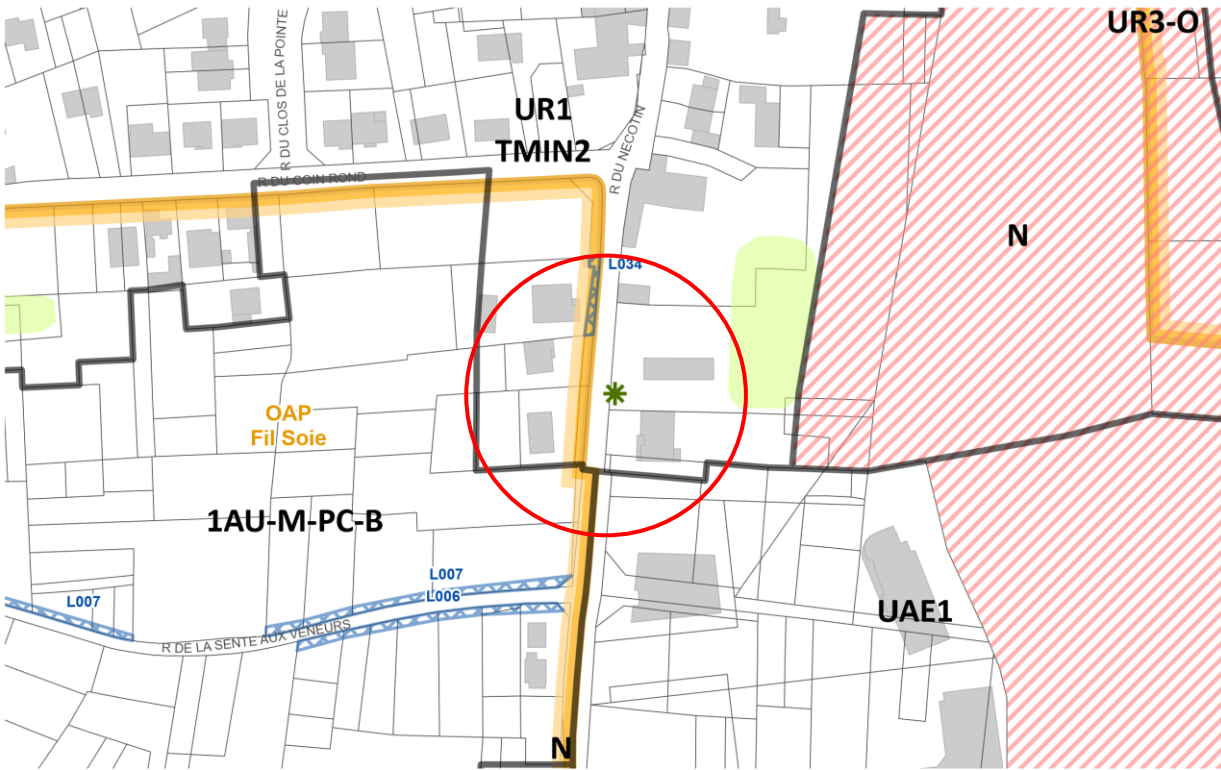 UR3-O
R DU CLOS DE LA POINTE
UR1
TMIN2
R DU NECOTIN
R DU COIN ROND
N
L034
OAP
Fil Soie
1AU-M-PC-B
L007
L006
L007
UAE1
R DE LA SENTE AUX VENEURS
N